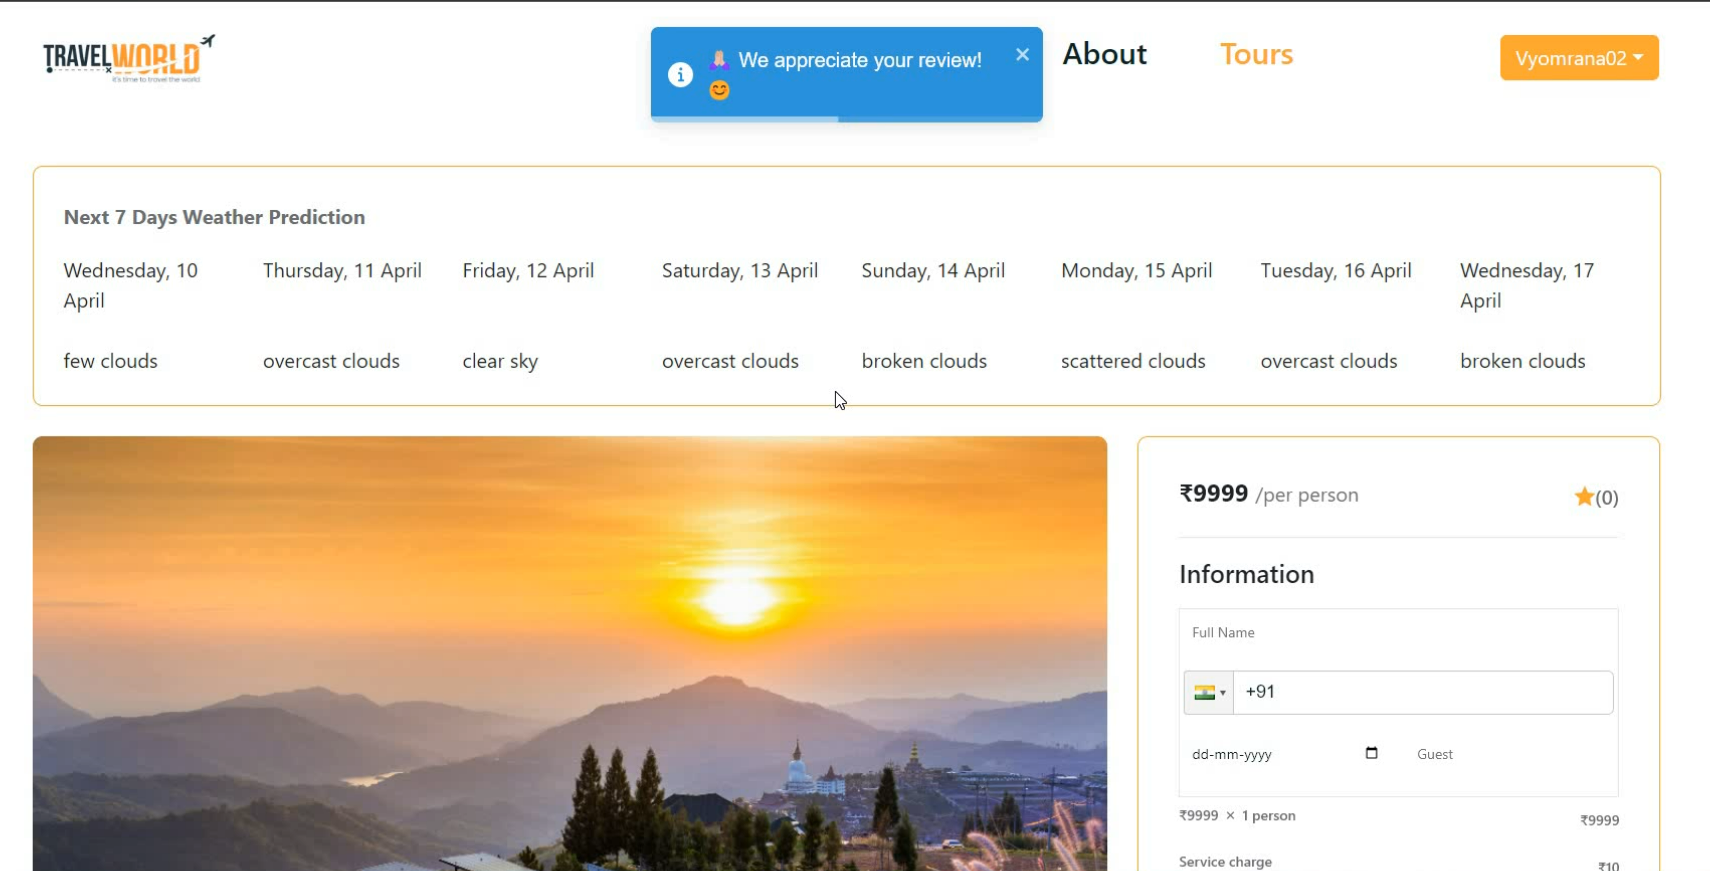 TRAVELWORLD
it's time to travel the world
🙏🏻 We appreciate your review!
😊
About
Tours
Vyomrana02
Next 7 Days Weather Prediction
Wednesday, 10
April
Thursday, 11 April
Friday, 12 April
Saturday, 13 April
Sunday, 14 April
Monday, 15 April
Tuesday, 16 April
Wednesday, 17
April
few clouds
overcast clouds
clear sky
overcast clouds
broken clouds
scattered clouds
overcast clouds
broken clouds
₹9999 /per person
(0)
Information
Full Name
+91
dd-mm-yyyy
Guest
₹9999 × 1 person
₹9999
Service charge
₹10